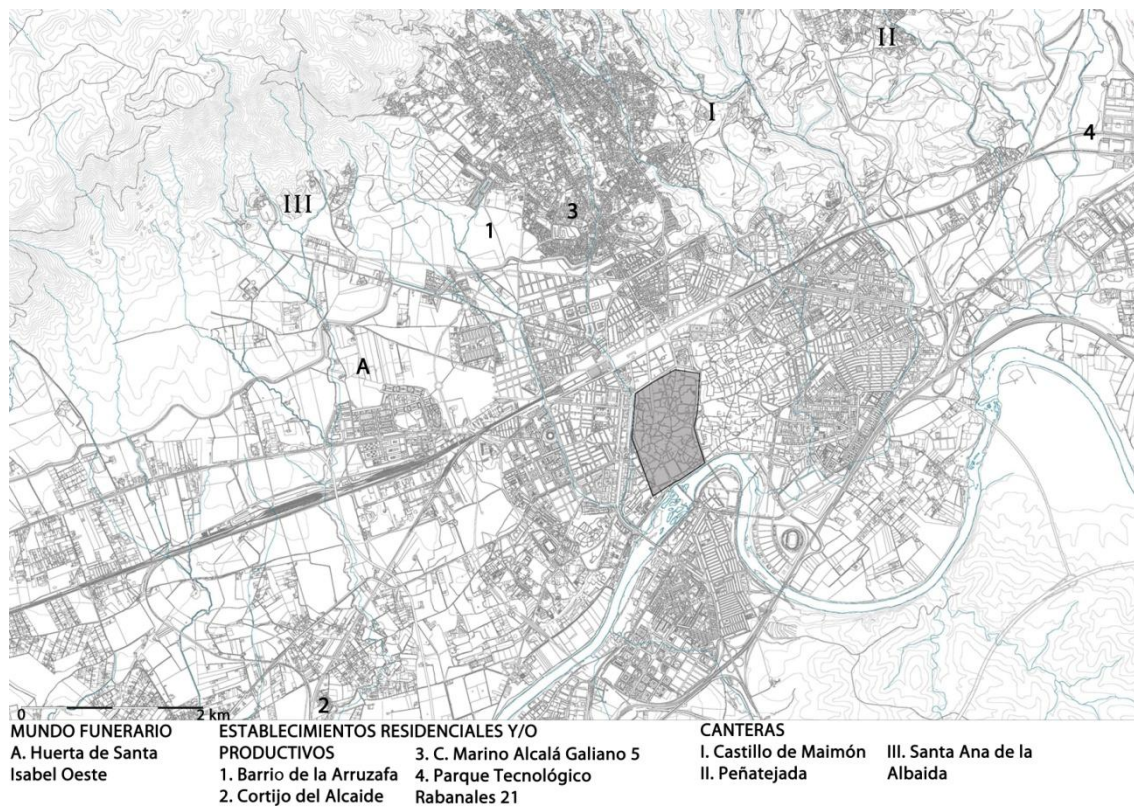 II
I
4
III
3
1
A
2
0 2 km
MUNDO FUNERARIO
A. Huerta de Santa
Isabel Oeste
ESTABLECIMIENTOS RESIDENCIALES Y/O
PRODUCTIVOS
1. Barrio de la Arruzafa
2. Cortijo del Alcaide
3. C. Marino Alcalá Galiano 5
4. Parque Tecnológico
Rabanales 21
CANTERAS
I. Castillo de Maimón
II. Peñatejada
III. Santa Ana de la
Albaida